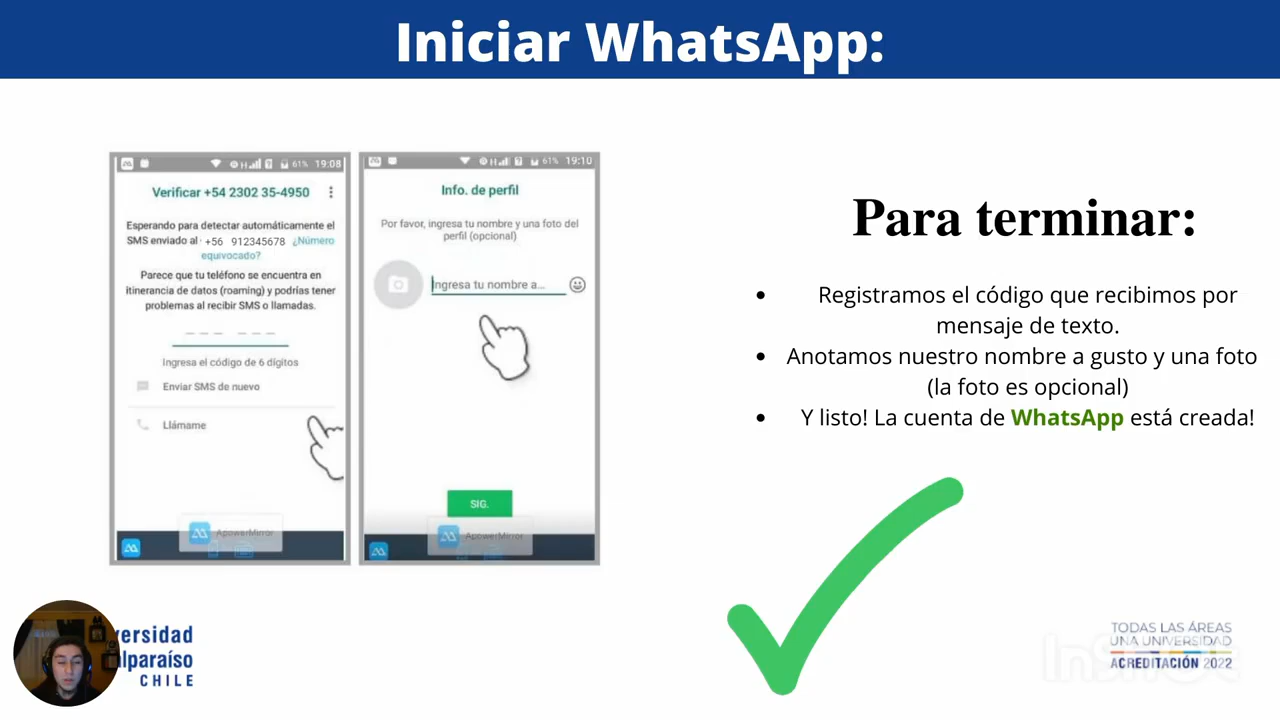 Iniciar WhatsApp:
19:08
Verificar +54 2302 35-4950
Esperando para detectar automáticamente el
SMS enviado al +56 912345678 ¿Número
equivocado?
Parece que tu teléfono se encuentra en
itinerancia de datos (roaming) y podrías tener
problemas al recibir SMS o llamadas.
Ingresa el código de 6 dígitos
Enviar SMS de nuevo
Llámame
ApowerMirror
61% 19:10
Info. de perfil
Por favor, ingresa tu nombre y una foto del
perfil (opcional)
Ingresa tu nombre a...
SIG.
ApowerMirror
Para terminar:
• Registramos el código que recibimos por
mensaje de texto.
• Anotamos nuestro nombre a gusto y una foto
(la foto es opcional)
• Y listo! La cuenta de WhatsApp está creada!
versidad
alparaíso
CHILE
TODAS LAS ÁREAS
UNA UNIVERSIDAD
ACREDITACIÓN 2022
InShot